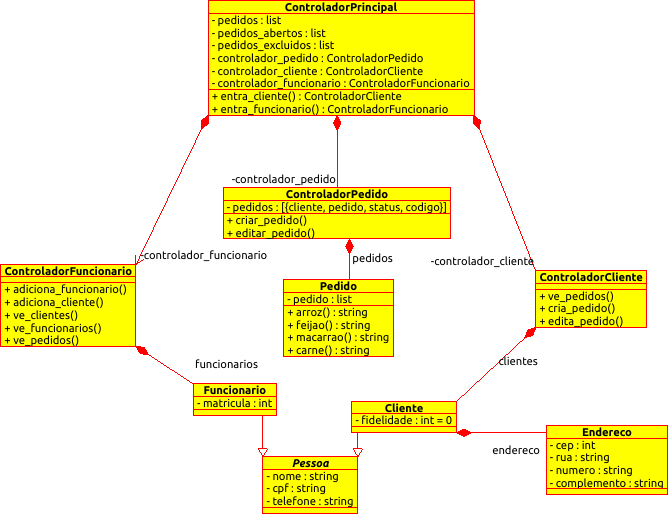 ControladorPrincipal
- pedidos : list
- pedidos_abertos : list
- pedidos_excluidos : list
- controlador_pedido : ControladorPedido
- controlador_cliente : ControladorCliente
- controlador_funcionario : ControladorFuncionario
+ entra_cliente() : ControladorCliente
+ entra_funcionario() : ControladorFuncionario
-controlador_pedido
ControladorPedido
- pedidos : [{cliente, pedido, status, codigo}]
+ criar_pedido()
+ editar_pedido()
-controlador_funcionario
pedidos
-controlador_cliente
ControladorFuncionario
+ adiciona_funcionario()
+ adiciona_cliente()
+ ve_clientes()
+ ve_funcionarios()
+ ve_pedidos()
Pedido
- pedido : list
+ arroz() : string
+ feijao() : string
+ macarrao() : string
+ carne() : string
ControladorCliente
+ ve_pedidos()
+ cria_pedido()
+ edita_pedido()
funcionarios
clientes
Funcionario
- matricula : int
Cliente
- fidelidade : int = 0
endereco
Endereco
- cep : int
- rua : string
- numero : string
- complemento : string
Pessoa
- nome : string
- cpf : string
- telefone : string